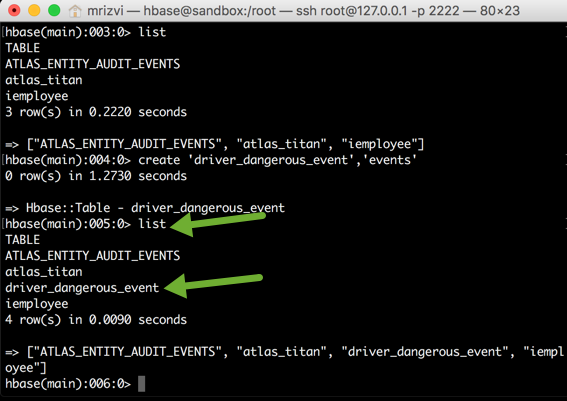 mrizvi — hbase@sandbox:/root — ssh root@127.0.0.1 -p 2222 — 80×23
hbase(main):003:0> list
TABLE
ATLAS_ENTITY_AUDIT_EVENTS
atlas_titan
iemployee
3 row(s) in 0.2220 seconds
=> ["ATLAS_ENTITY_AUDIT_EVENTS", "atlas_titan", "iemployee"]
hbase(main):004:0> create 'driver_dangerous_event','events'
0 row(s) in 1.2730 seconds
=> Hbase::Table - driver_dangerous_event
hbase(main):005:0> list
TABLE
ATLAS_ENTITY_AUDIT_EVENTS
atlas_titan
driver_dangerous_event
iemployee
4 row(s) in 0.0090 seconds
=> ["ATLAS_ENTITY_AUDIT_EVENTS", "atlas_titan", "driver_dangerous_event", "iempl
oyee"]
hbase(main):006:0>